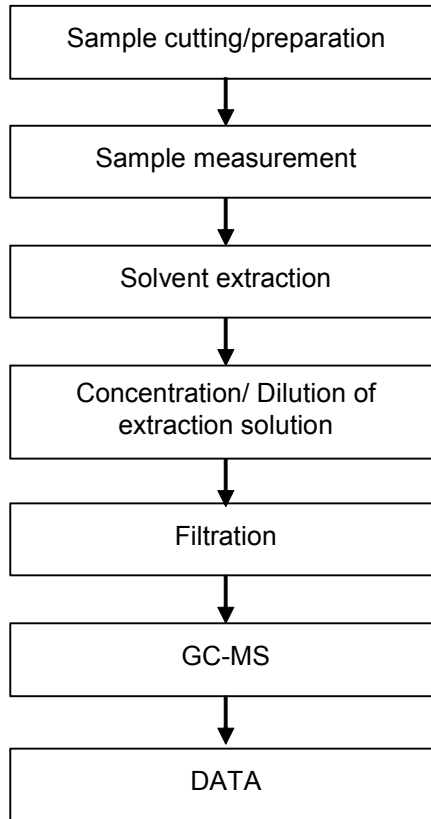 Sample cutting/preparation
Sample measurement
Solvent extraction
Concentration/ Dilution of
extraction solution
Filtration
GC-MS
DATA